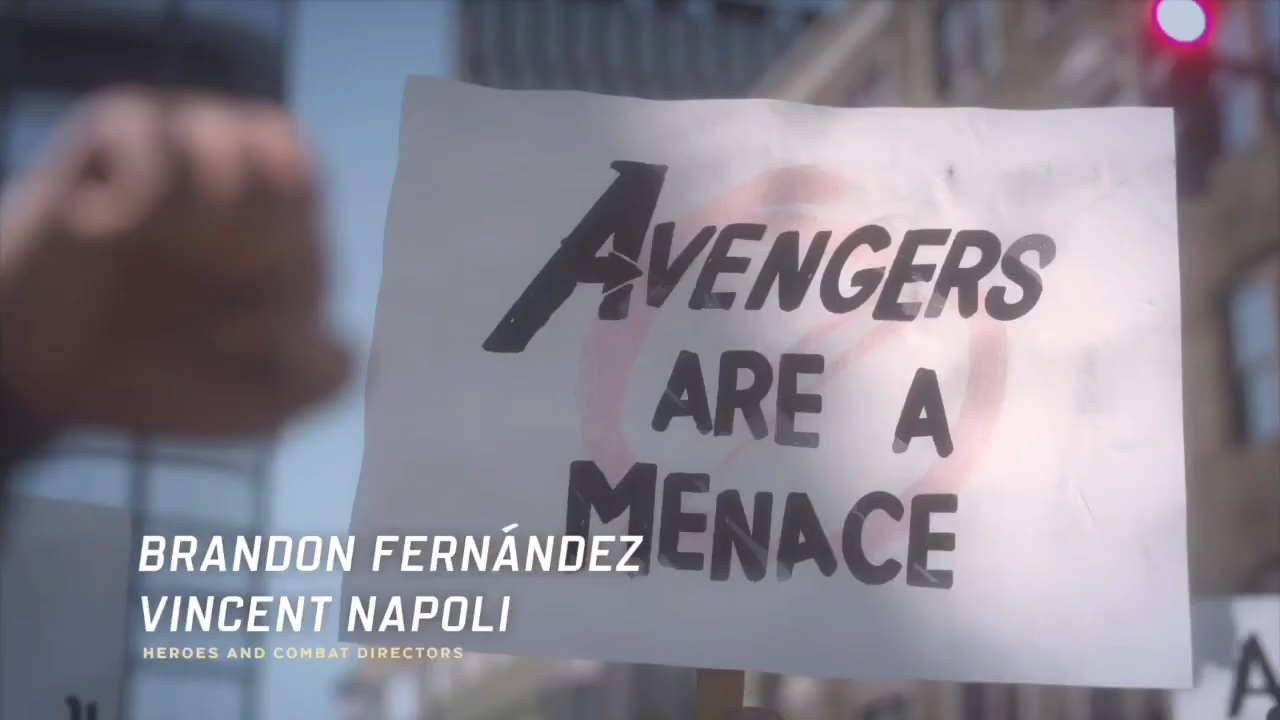 AVENGERS
ARE A
MENACE
BRANDON FERNÁNDEZ
VINCENT NAPOLI
HEROES AND COMBAT DIRECTORS
A